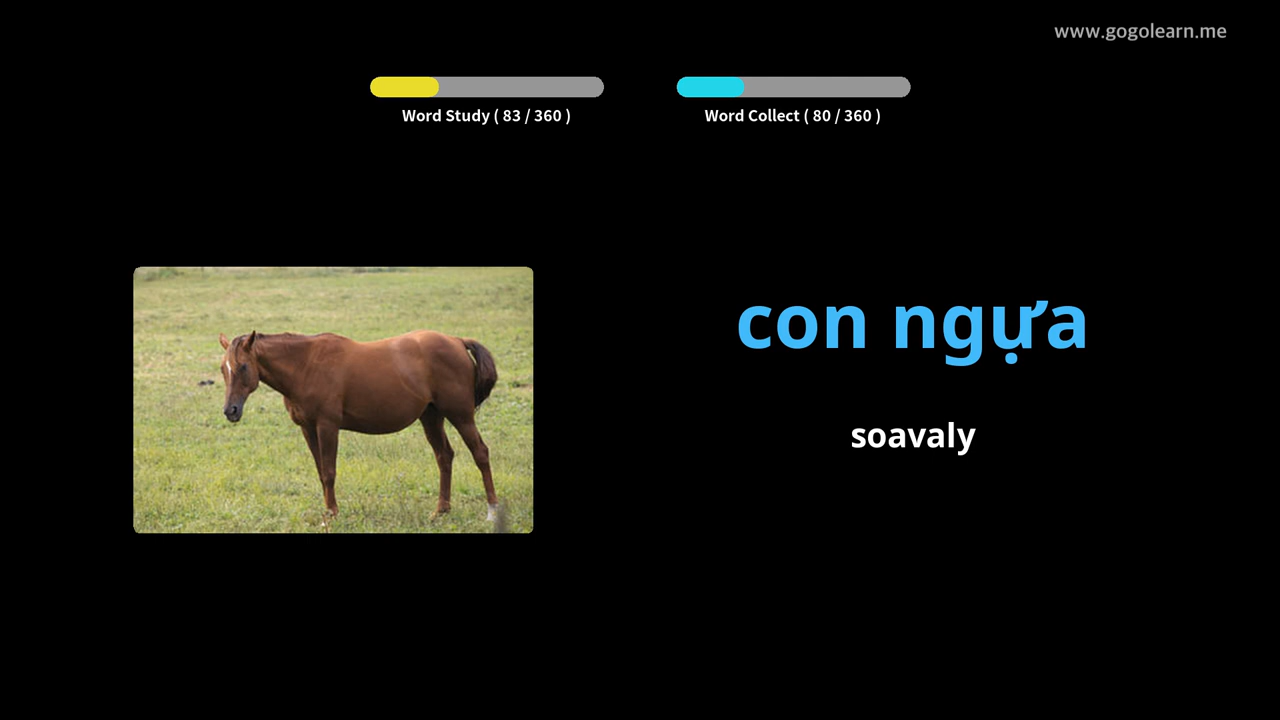 www.gogolearn.me
Word Study ( 83 / 360 )
Word Collect ( 80 / 360 )
con ngựa
soavaly